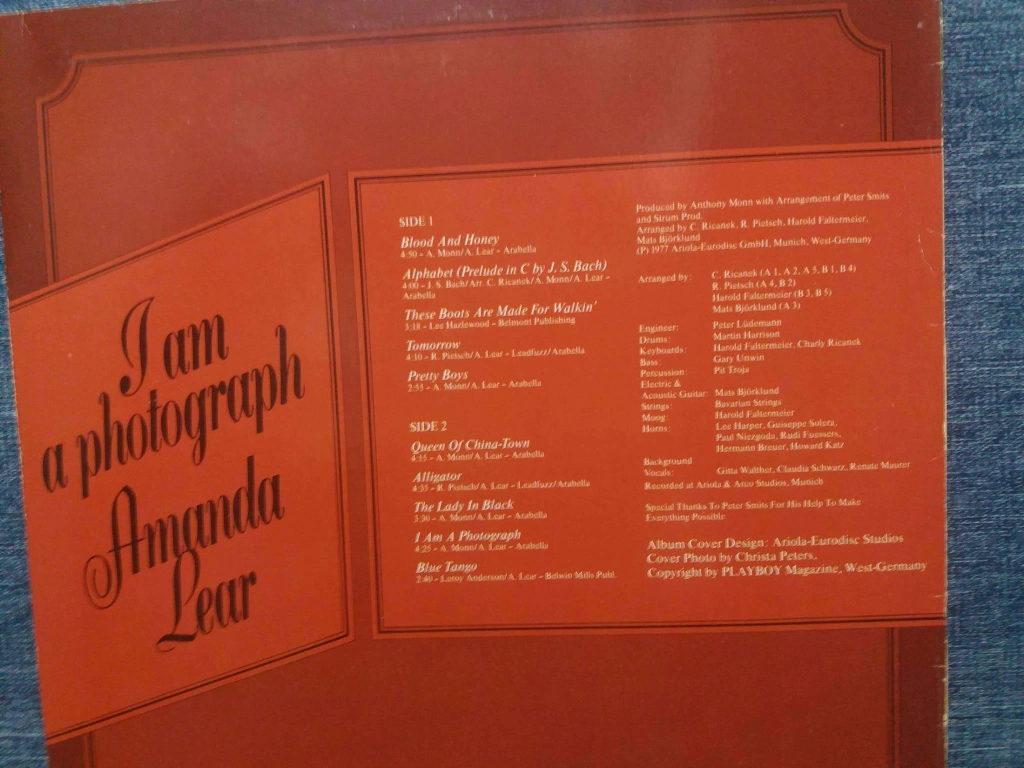 I am
a photograph
Amanda
Lear
SIDE 1
Blood And Honey
4:50 – A. Monn/A. Lear – Arabella
Alphabet (Prelude in C by J. S. Bach)
4:00 – J. S. Bach/Arr. C. Ricanek/A. Monn/A. Lear –
Arabella
These Boots Are Made For Walkin'
3:18 – Lee Hazlewood – Belmont Publishing
Tomorrow
4:10 – R. Pietsch/A. Lear – Leadfuzz/Arabella
Pretty Boys
2:55 – A. Monn/A. Lear – Arabella
SIDE 2
Queen Of China-Town
4:15 – A. Monn/A. Lear – Arabella
Alligator
4:35 – R. Pietsch/A. Lear – Leadfuzz/Arabella
The Lady In Black
3:30 – A. Monn/A. Lear – Arabella
I Am A Photograph
4:25 – A. Monn/A. Lear – Arabella
Blue Tango
2:40 – Leroy Anderson/A. Lear – Belwin Mills Publ.
Produced by Anthony Monn with Arrangement of Peter Smits
and Strum Prod.
Arranged by C. Ricanek, R. Pietsch, Harold Faltermeier,
Mats Björklund
(P) 1977 Ariola-Eurodisc GmbH, Munich, West-Germany
Arranged by: C. Ricanek (A 1, A 2, A 5, B 1, B 4)
R. Pietsch (A 4, B 2)
Harold Faltermeier (B 3, B 5)
Mats Björklund (A 3)
Engineer: Peter Lüdemann
Drums: Martin Harrison
Keyboards: Harold Faltermeier, Charly Ricanek
Bass Gary Unwin
Percussion: Pit Troja
Electric &
Acoustic Guitar: Mats Björklund
Strings: Bavarian Strings
Moog: Harold Faltermeier
Horns: Lee Harper, Guiseppe Solera,
Paul Niezgoda, Rudi Fuessers,
Hermann Breuer, Howard Katz
Background
Vocals: Gitta Walther, Claudia Schwarz, Renate Maurer
Recorded at Ariola & Arco Studios, Munich
Special Thanks To Peter Smits For His Help To Make
Everything Possible
Album Cover Design: Ariola-Eurodisc Studios
Cover Photo by Christa Peters,
Copyright by PLAYBOY Magazine, West-Germany